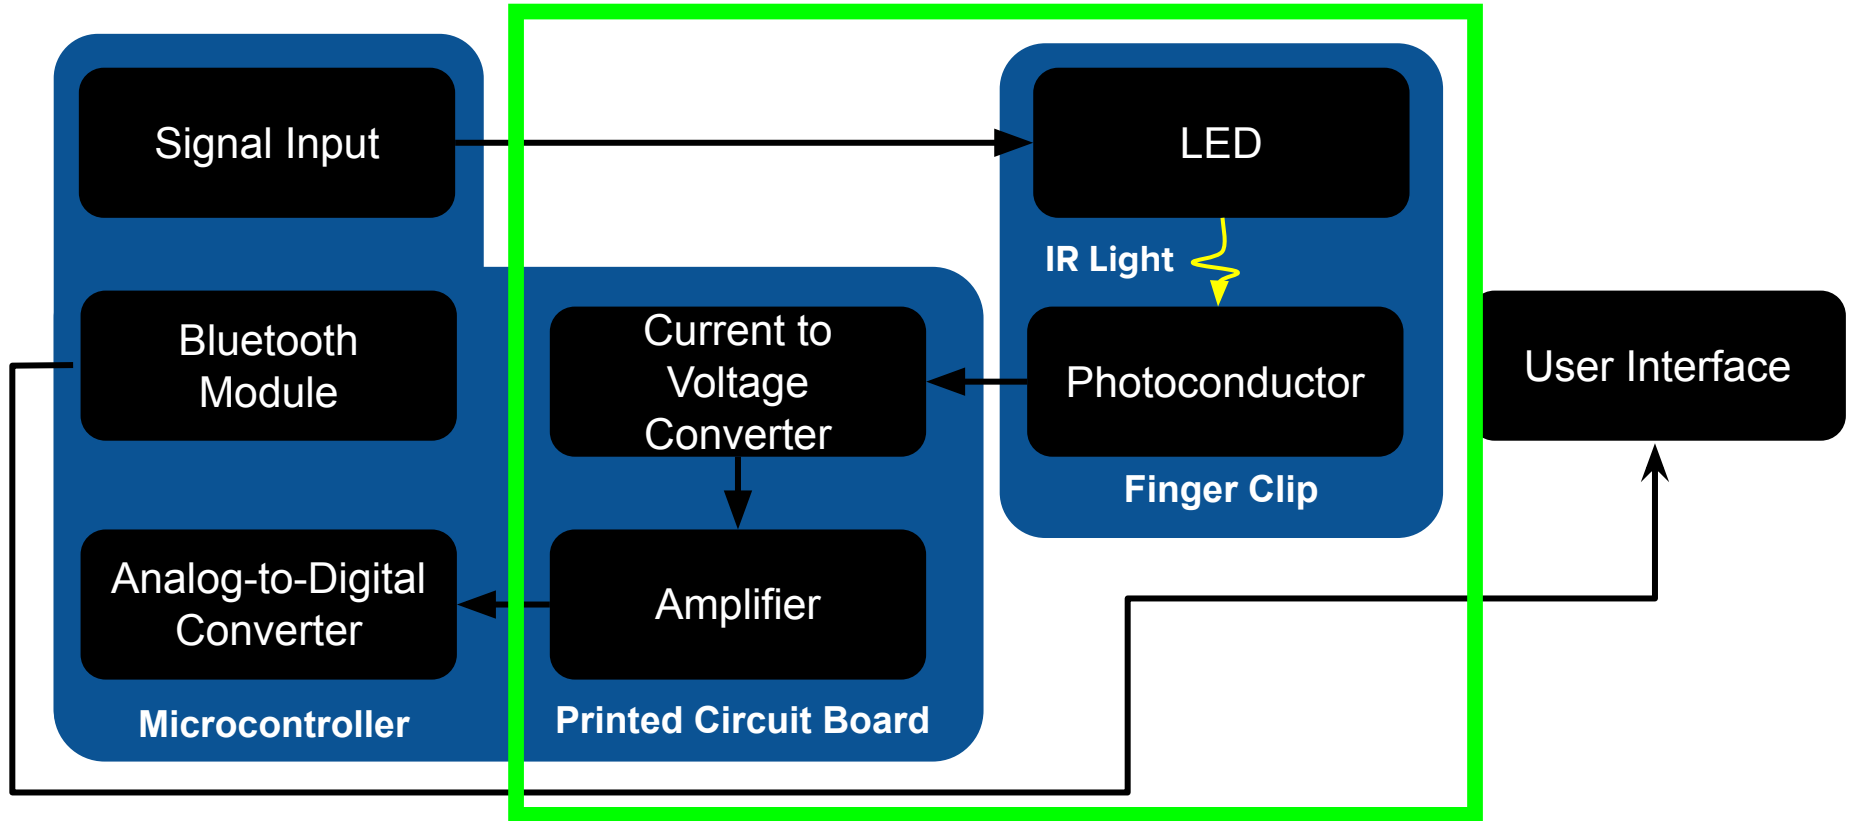 Signal Input
LED
IR Light
Bluetooth
Module
Current to
Voltage
Converter
Photoconductor
User Interface
Finger Clip
Analog-to-Digital
Converter
Amplifier
Microcontroller
Printed Circuit Board